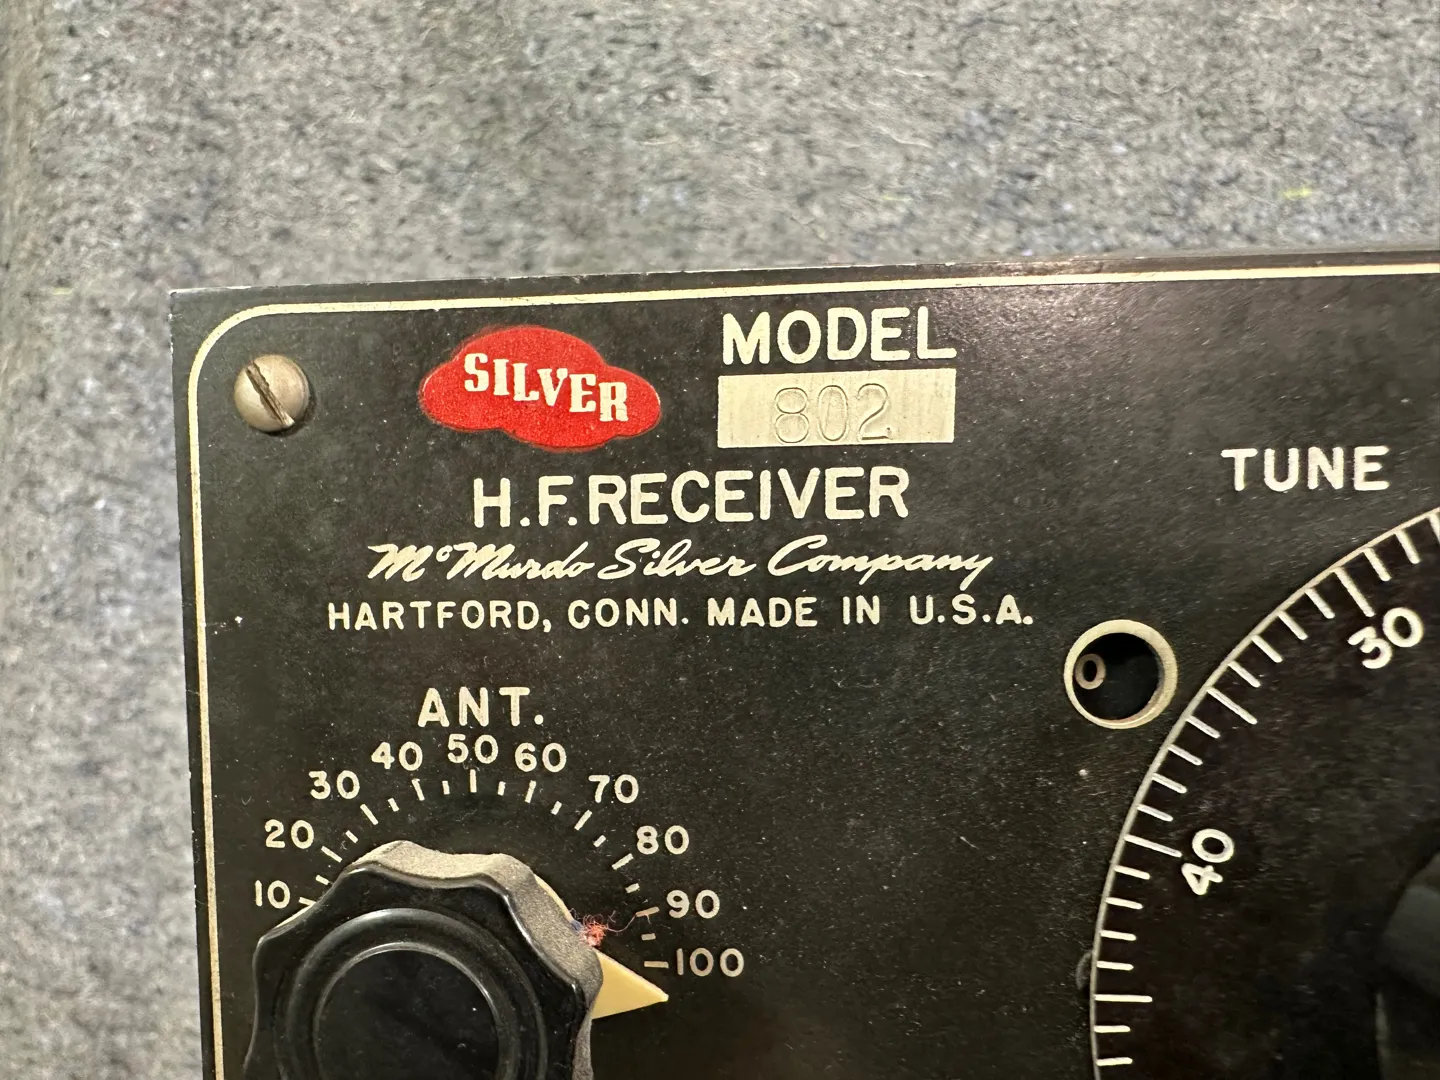 SILVER
MODEL
802
H.F. RECEIVER
McMurdo Silver Company
HARTFORD, CONN. MADE IN U.S.A.
TUNE
ANT.
10 20 30 40 50 60 70 80 90 100
0
30
40